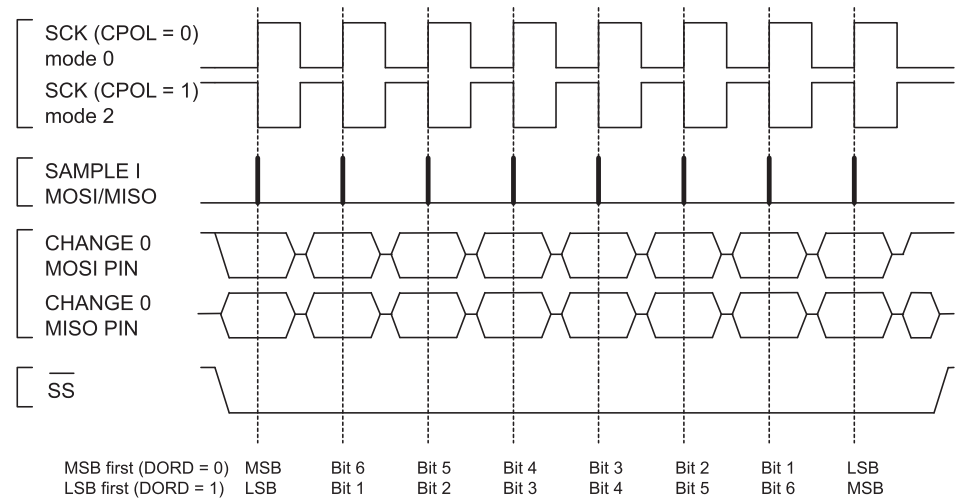 SCK (CPOL = 0)
mode 0
SCK (CPOL = 1)
mode 2
SAMPLE I
MOSI/MISO
CHANGE 0
MOSI PIN
CHANGE 0
MISO PIN
SS
MSB first (DORD = 0) MSB Bit 6 Bit 5 Bit 4 Bit 3 Bit 2 Bit 1 LSB
LSB first (DORD = 1) LSB Bit 1 Bit 2 Bit 3 Bit 4 Bit 5 Bit 6 MSB